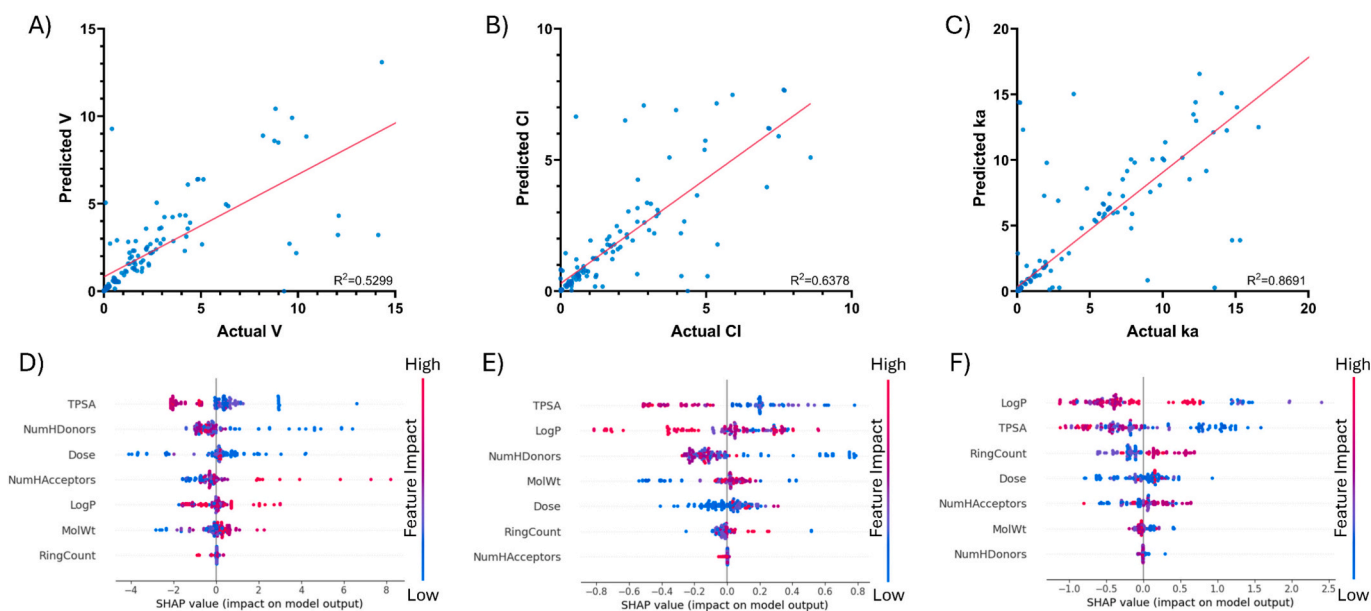 A)
15
10
5
0
0
5
10
15
Predicted V
Actual V
R²=0.5299
B)
10
5
0
0
5
10
Predicted Cl
Actual Cl
R²=0.6378
C)
20
15
10
5
0
0
5
10
15
20
Predicted ka
Actual ka
R²=0.8691
D)
High
TPSA
NumHDonors
Dose
NumHAcceptors
LogP
MolWt
RingCount
−4
−2
0
2
4
6
8
SHAP value (impact on model output)
Feature Impact
Low
E)
High
TPSA
LogP
NumHDonors
MolWt
Dose
RingCount
NumHAcceptors
−0.8
−0.6
−0.4
−0.2
0.0
0.2
0.4
0.6
0.8
SHAP value (impact on model output)
Feature Impact
Low
F)
High
LogP
TPSA
RingCount
Dose
NumHAcceptors
MolWt
NumHDonors
−1.0
−0.5
0.0
0.5
1.0
1.5
2.0
2.5
SHAP value (impact on model output)
Feature Impact
Low